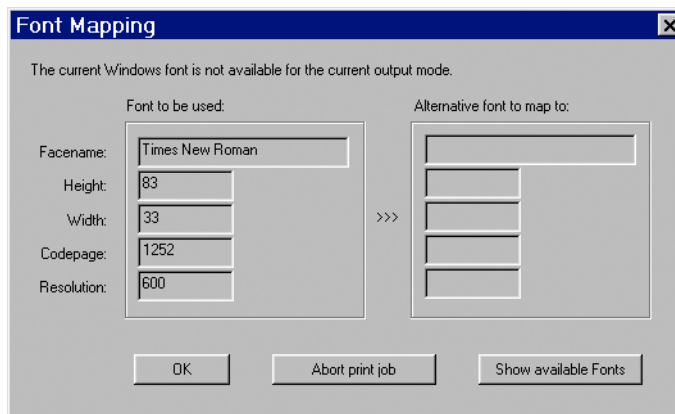 Font Mapping
The current Windows font is not available for the current output mode.
Font to be used:
Alternative font to map to:
Facename: Times New Roman
Height: 83
Width: 33 >>>
Codepage: 1252
Resolution: 600
OK Abort print job Show available Fonts